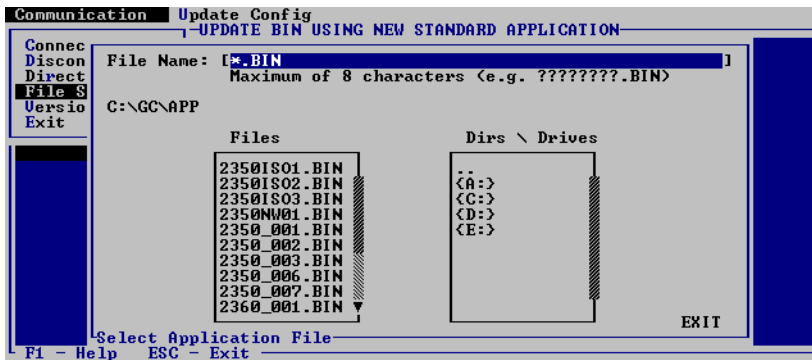 Communication Update Config
UPDATE BIN USING NEW STANDARD APPLICATION
Connec
Discon
Direct
File S
Versio
Exit
File Name: [*.BIN ]
Maximum of 8 characters (e.g. ????????.BIN)
C:\GC\APP
Files Dirs \ Drives
2350ISO1.BIN ..
2350ISO2.BIN {A:}
2350ISO3.BIN {C:}
2350NW01.BIN {D:}
2350_001.BIN {E:}
2350_002.BIN
2350_003.BIN
2350_006.BIN
2350_007.BIN
2360_001.BIN
EXIT
Select Application File
F1 - Help ESC - Exit